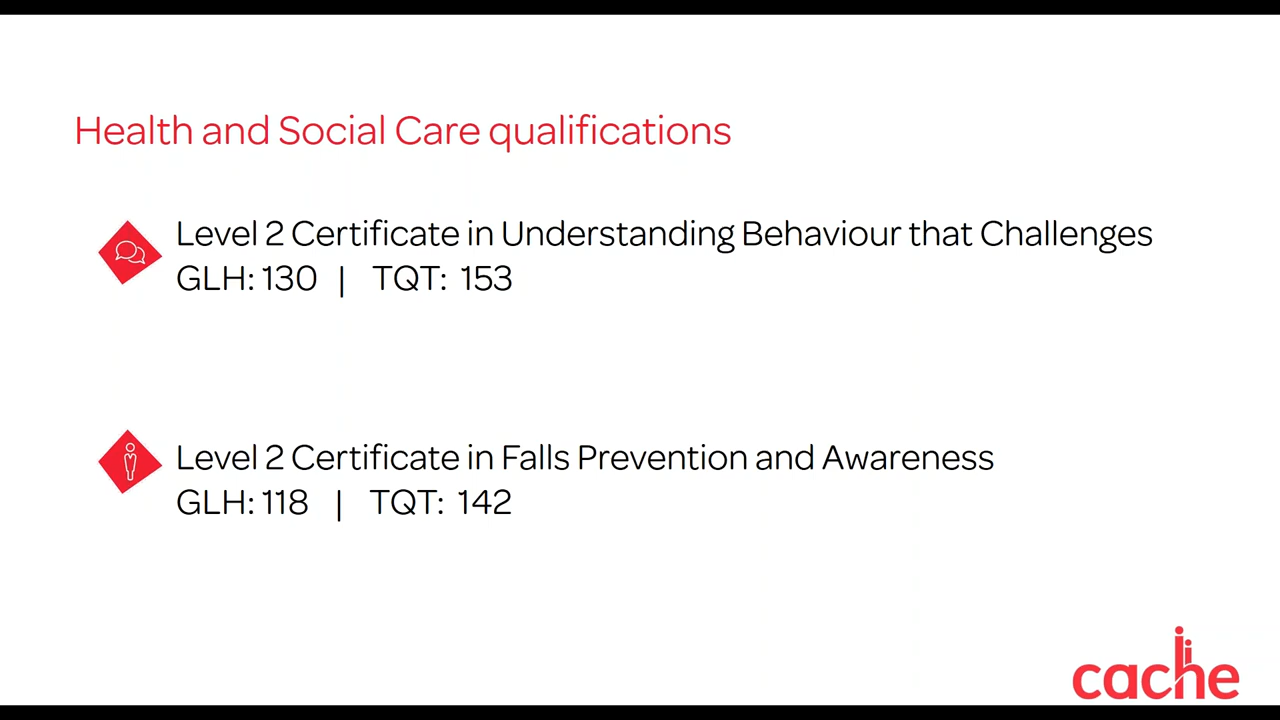 Health and Social Care qualifications
Level 2 Certificate in Understanding Behaviour that Challenges
GLH: 130 | TQT: 153
Level 2 Certificate in Falls Prevention and Awareness
GLH: 118 | TQT: 142
cache